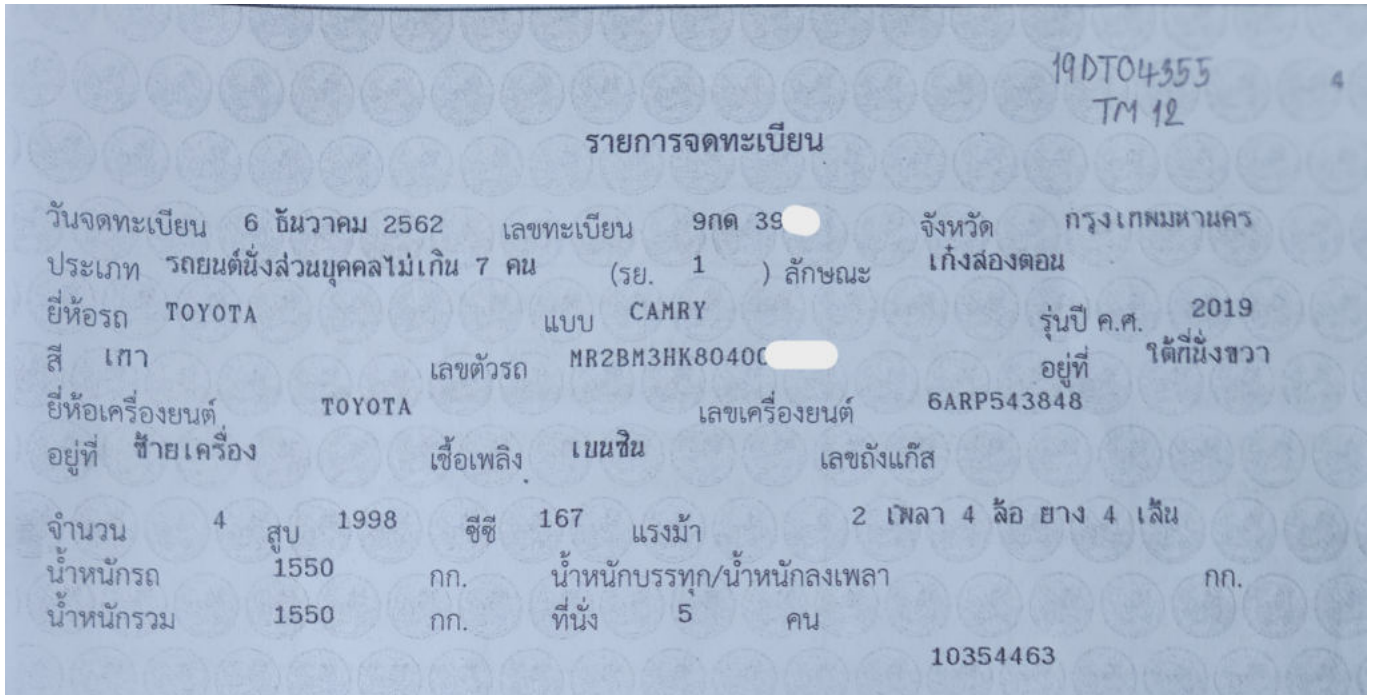 19DT04355
4
TM 12
รายการจดทะเบียน
วันจดทะเบียน 6 ธันวาคม 2562 เลขทะเบียน 9กด 39 จังหวัด กรุงเทพมหานคร
ประเภท รถยนต์นั่งส่วนบุคคลไม่เกิน 7 คน (รย. 1 ) ลักษณะ เก๋งสองตอน
ยี่ห้อรถ TOYOTA แบบ CAMRY รุ่นปี ค.ศ. 2019
สี เทา เลขตัวรถ MR2BM3HK80400 อยู่ที่ ใต้ที่นั่งขวา
ยี่ห้อเครื่องยนต์ TOYOTA เลขเครื่องยนต์ 6ARP543848
อยู่ที่ ซ้ายเครื่อง เชื้อเพลิง เบนซิน เลขถังแก๊ส
จำนวน 4 สูบ 1998 ซีซี 167 แรงม้า 2 เพลา 4 ล้อ ยาง 4 เส้น
น้ำหนักรถ 1550 กก. น้ำหนักบรรทุก/น้ำหนักลงเพลา กก.
น้ำหนักรวม 1550 กก. ที่นั่ง 5 คน
10354463